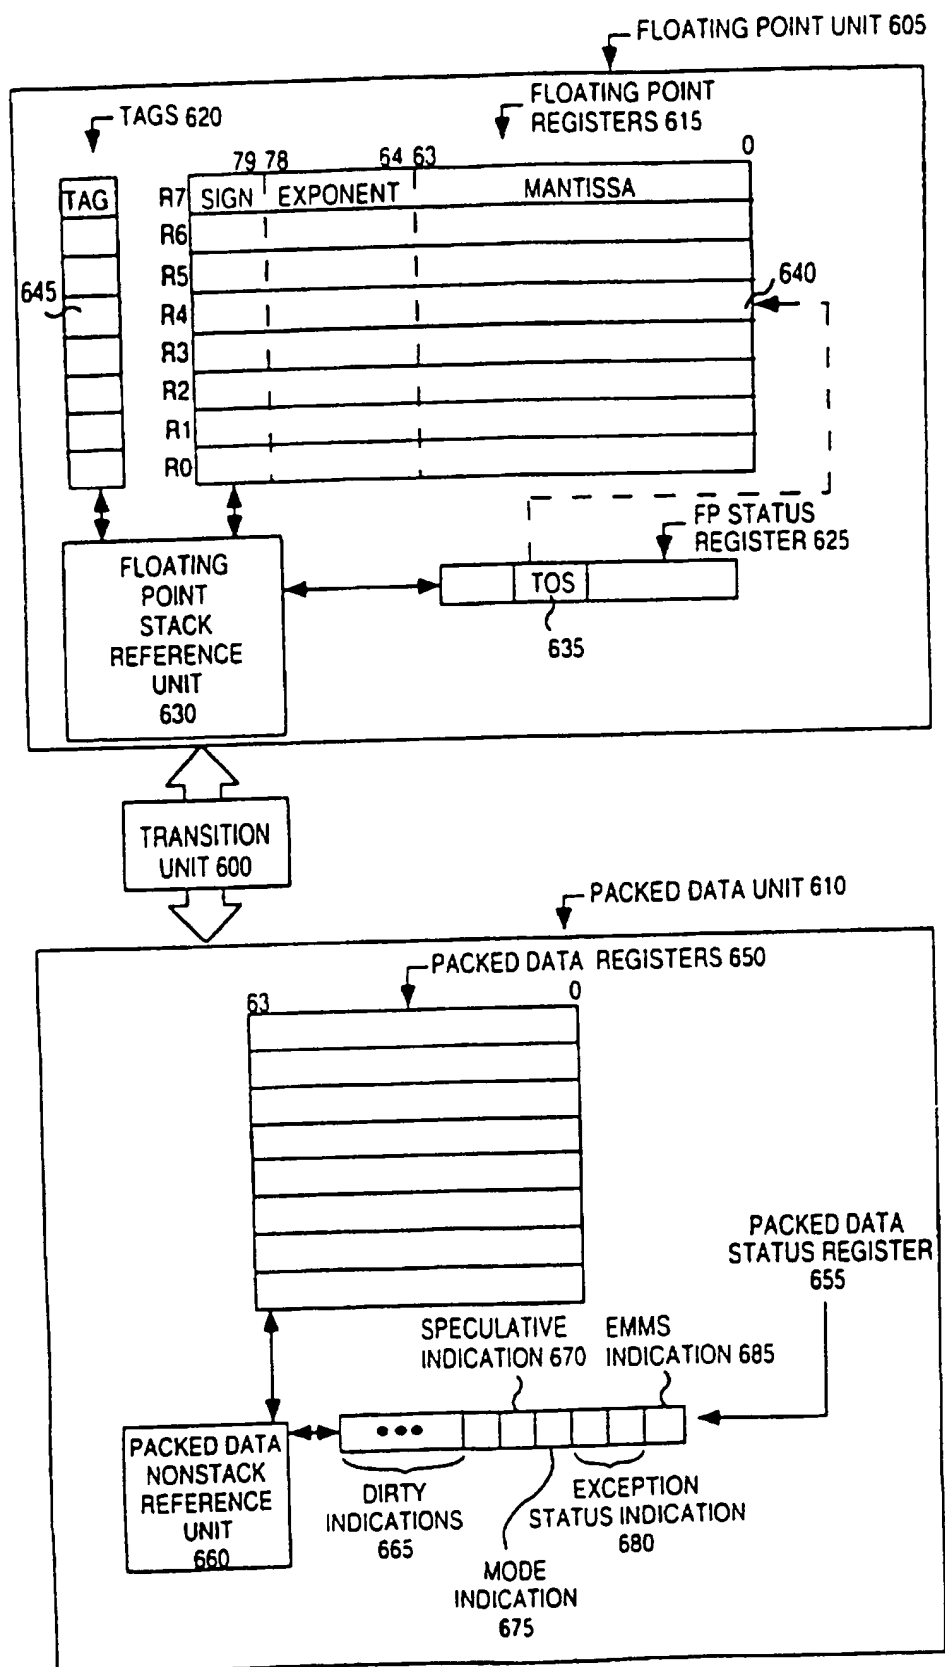 FLOATING POINT UNIT 605
TAGS 620
FLOATING POINT
REGISTERS 615
79 78 64 63 0
TAG R7 SIGN EXPONENT MANTISSA
R6
R5
645
640
R4
R3
R2
R1
R0
FP STATUS
REGISTER 625
FLOATING
POINT
STACK
REFERENCE
UNIT
630
TOS
635
TRANSITION
UNIT 600
PACKED DATA UNIT 610
PACKED DATA REGISTERS 650
63 0
PACKED DATA
STATUS REGISTER
655
SPECULATIVE
INDICATION 670
EMMS
INDICATION 685
PACKED DATA
NONSTACK
REFERENCE
UNIT
660
DIRTY
INDICATIONS
665
EXCEPTION
STATUS INDICATION
680
MODE
INDICATION
675